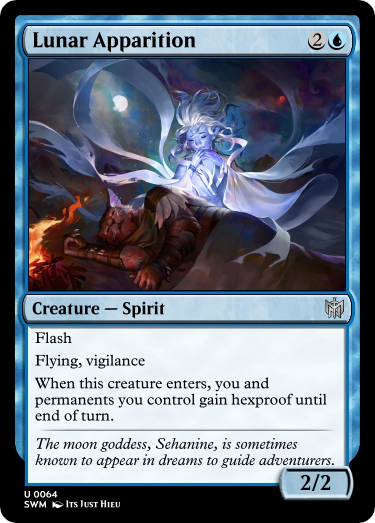 Lunar Apparition 2
Creature — Spirit
Flash
Flying, vigilance
When this creature enters, you and
permanents you control gain hexproof until
end of turn.
The moon goddess, Sehanine, is sometimes
known to appear in dreams to guide adventurers.
2/2
U 0064
SWM Its Just Hieu